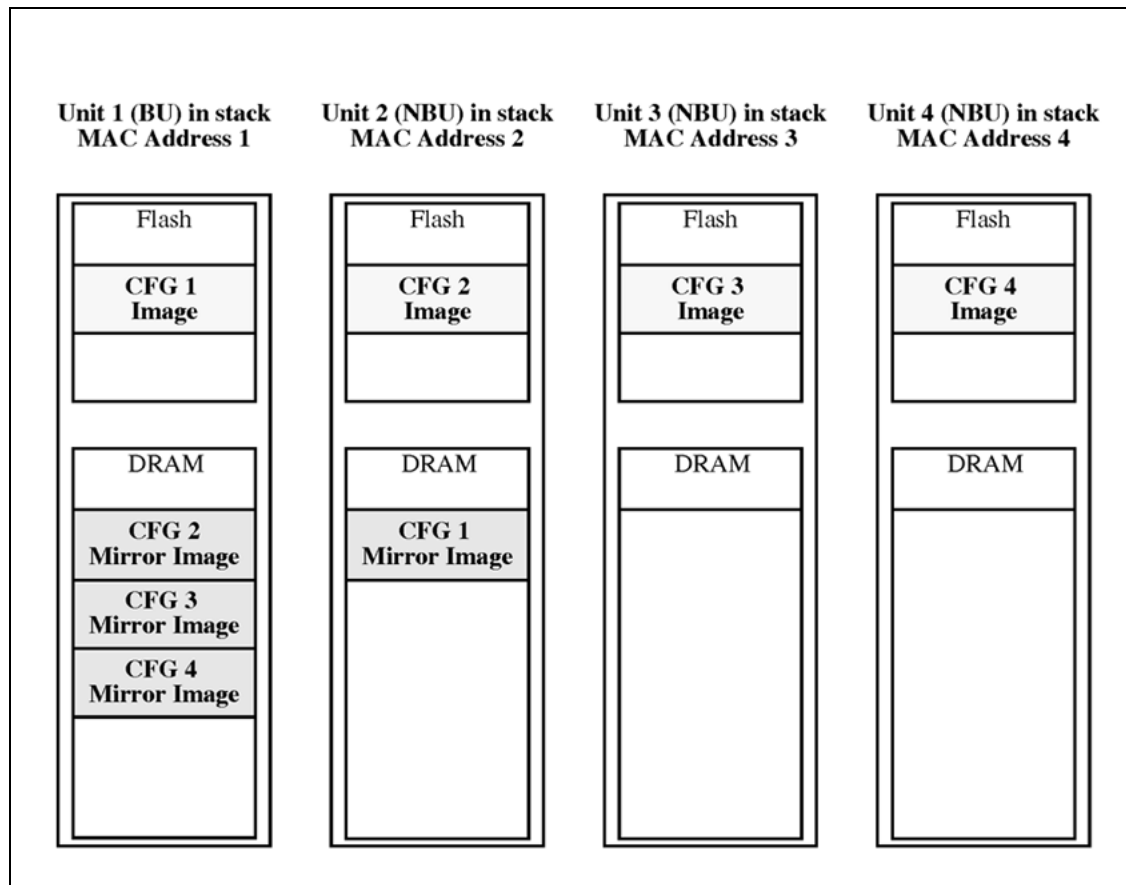 Unit 1 (BU) in stack
MAC Address 1
Unit 2 (NBU) in stack
MAC Address 2
Unit 3 (NBU) in stack
MAC Address 3
Unit 4 (NBU) in stack
MAC Address 4
Flash
CFG 1
Image
DRAM
CFG 2
Mirror Image
CFG 3
Mirror Image
CFG 4
Mirror Image
Flash
CFG 2
Image
DRAM
CFG 1
Mirror Image
Flash
CFG 3
Image
DRAM
Flash
CFG 4
Image
DRAM